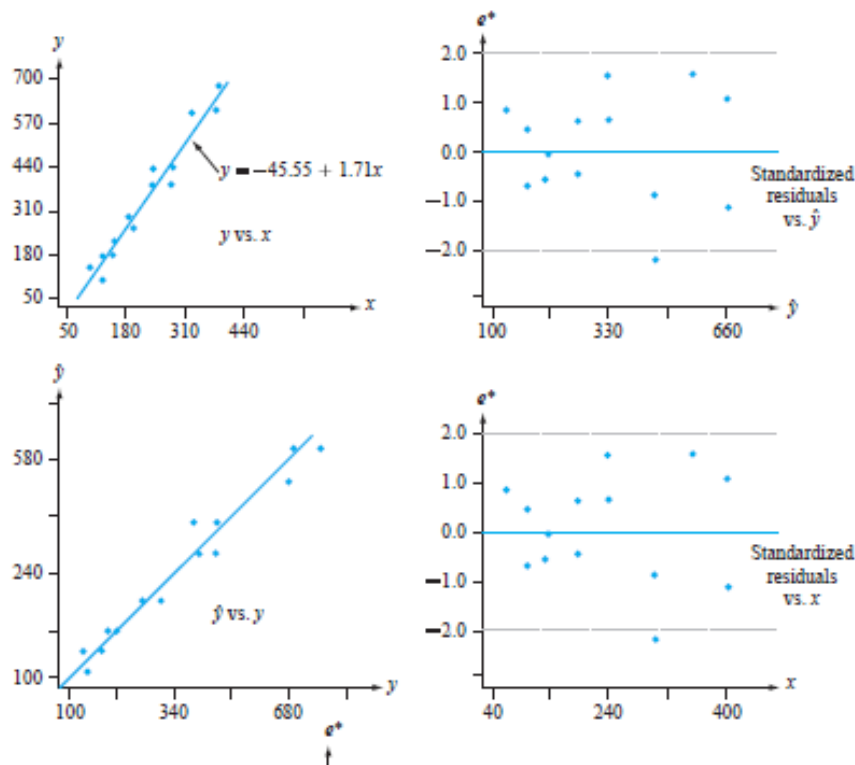 y
700
570
440
310
180
50
y = −45.55 + 1.71x
y vs. x
x
50 180 310 440
e*
2.0
1.0
0.0
−1.0
−2.0
Standardized
residuals
vs. ŷ
ŷ
100 330 660
ŷ
580
240
100
ŷ vs. y
y
100 340 680
e*
2.0
1.0
0.0
−1.0
−2.0
Standardized
residuals
vs. x
x
40 240 400
e*